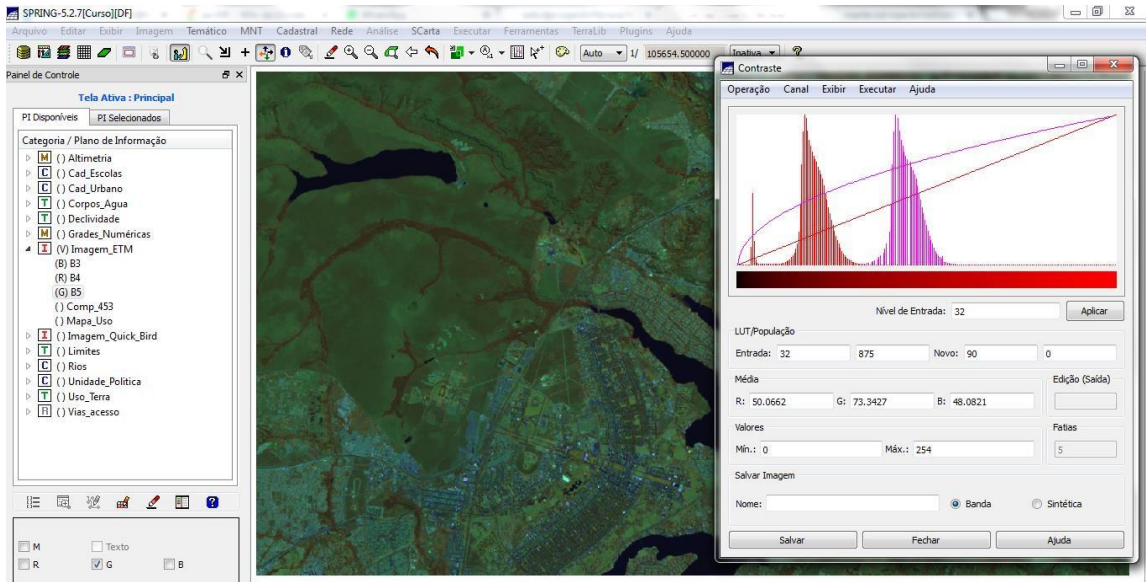 SPRING-5.2.7[Curso][DF]
Arquivo Editar Exibir Imagem Temático MNT Cadastral Rede Análise SCarta Executar Ferramentas TerraLib Plugins Ajuda
Auto 1/ 105654.500000 Inativa
Painel de Controle
Tela Ativa : Principal
PI Disponíveis PI Selecionados
Categoria / Plano de Informação
M () Altimetria
C () Cad_Escolas
C () Cad_Urbano
T () Corpos_Agua
T () Declividade
M () Grades_Numéricas
I (V) Imagem_ETM
(B) B3
(R) B4
(G) B5
() Comp_453
() Mapa_Uso
I () Imagem_Quick_Bird
T () Limites
C () Rios
C () Unidade_Politica
T () Uso_Terra
R () Vias_acesso
M Texto
R G B
Contraste
Operação Canal Exibir Executar Ajuda
Nível de Entrada: 32 Aplicar
LUT/População
Entrada: 32 875 Novo: 90 0
Média Edição (Saída)
R: 50.0662 G: 73.3427 B: 48.0821
Valores Fatias
Mín.: 0 Máx.: 254 5
Salvar Imagem
Nome: Banda Sintética
Salvar Fechar Ajuda